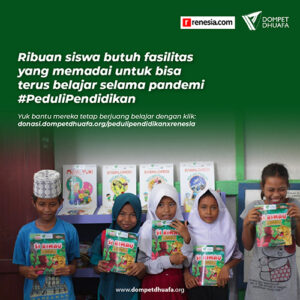 renesia.com
DOMPET
DHUAFA
Ribuan siswa butuh fasilitas
yang memadai untuk bisa
terus belajar selama pandemi
#PeduliPendidikan
Yuk bantu mereka tetap berjuang belajar dengan klik:
donasi.dompetdhuafa.org/pedulipendidikanxrenesia
www.dompetdhuafa.org